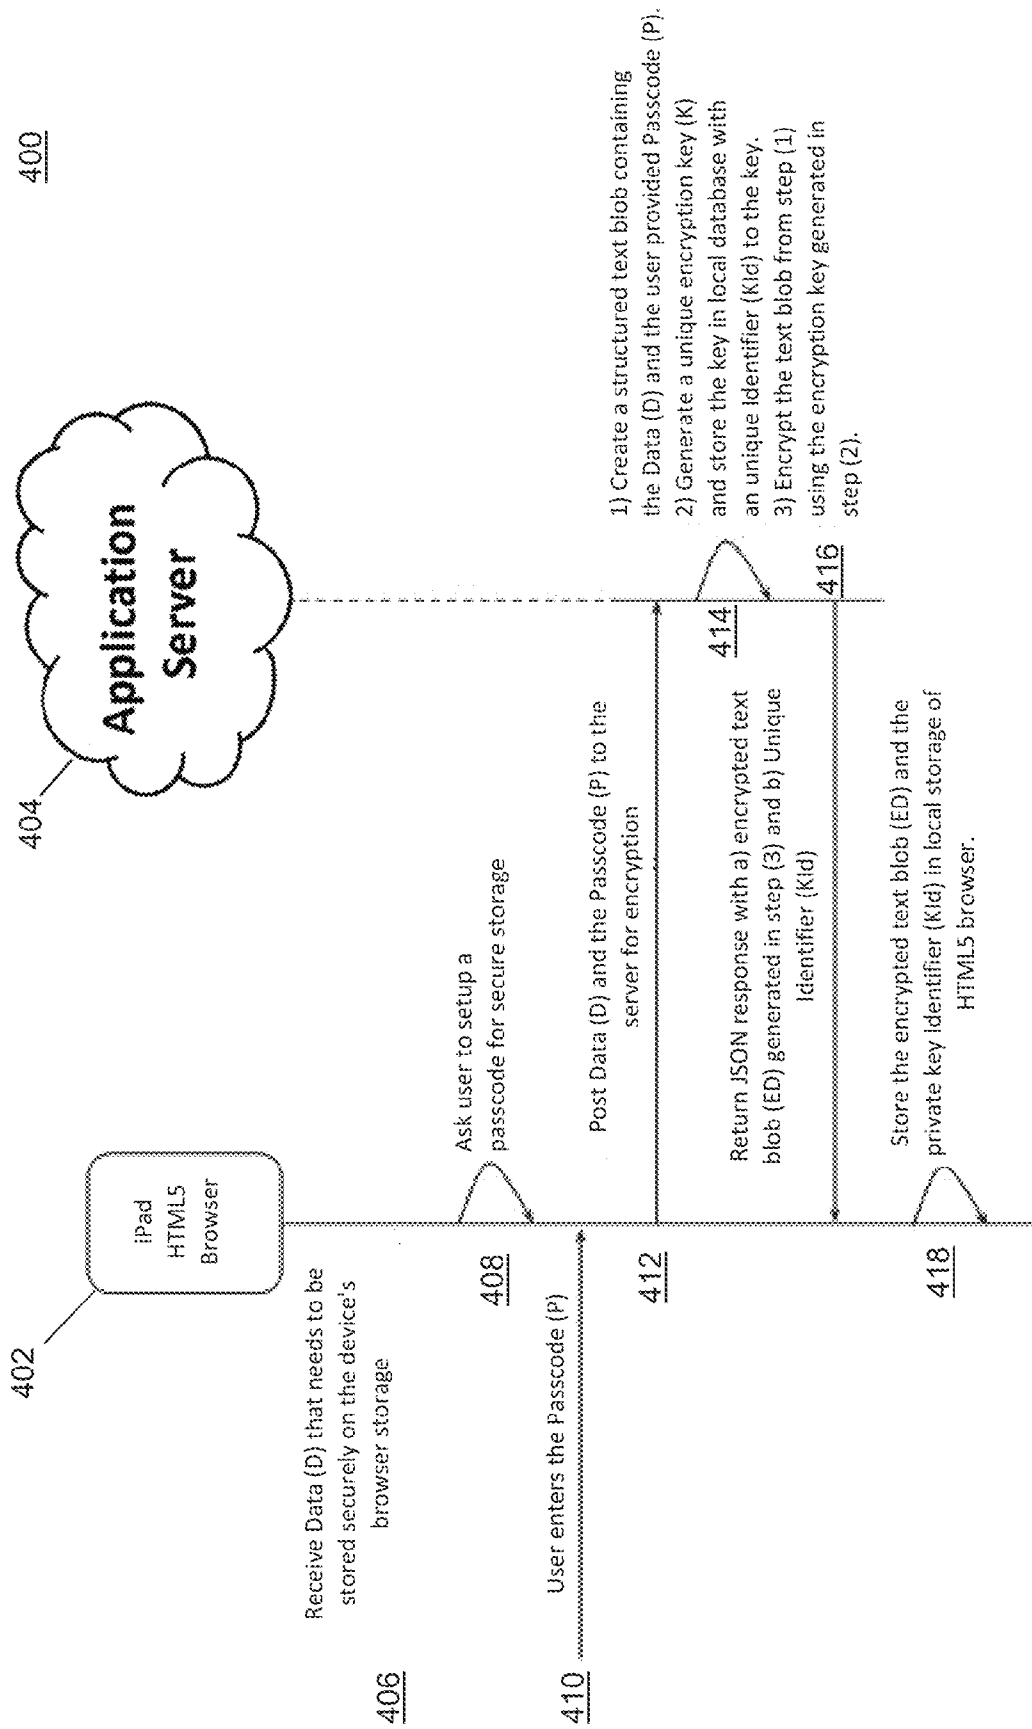 400
402
iPad
HTML5
Browser
404
Application
Server
Receive Data (D) that needs to be
stored securely on the device's
browser storage
406
Ask user to setup a
passcode for secure storage
408
User enters the Passcode (P)
410
Post Data (D) and the Passcode (P) to the
server for encryption
412
1) Create a structured text blob containing
the Data (D) and the user provided Passcode (P).
2) Generate a unique encryption key (K)
and store the key in local database with
an unique Identifier (KId) to the key.
3) Encrypt the text blob from step (1)
using the encryption key generated in
step (2).
414
Return JSON response with a) encrypted text
blob (ED) generated in step (3) and b) Unique
Identifier (KId)
416
Store the encrypted text blob (ED) and the
private key identifier (KId) in local storage of
HTML5 browser.
418